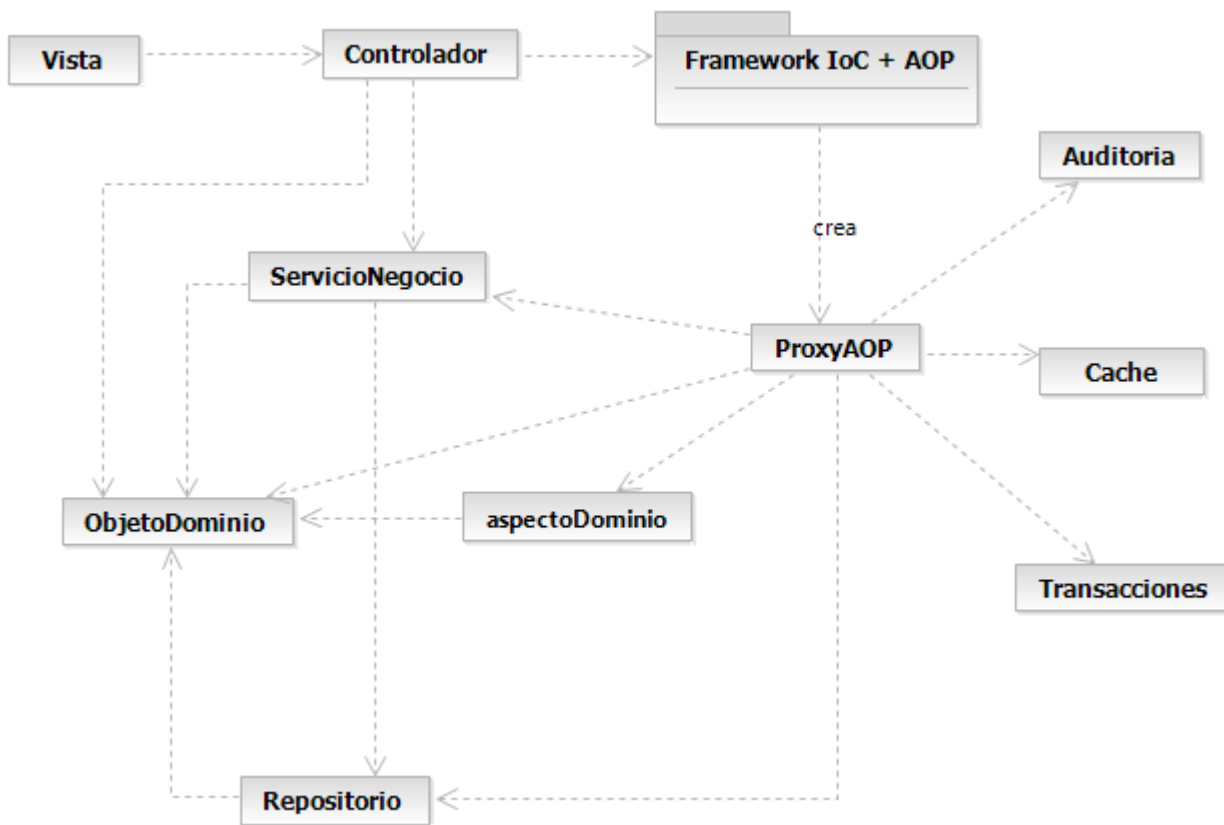 Vista
Controlador
Framework IoC + AOP
Auditoria
crea
ServicioNegocio
ProxyAOP
Cache
ObjetoDominio
aspectoDominio
Transacciones
Repositorio